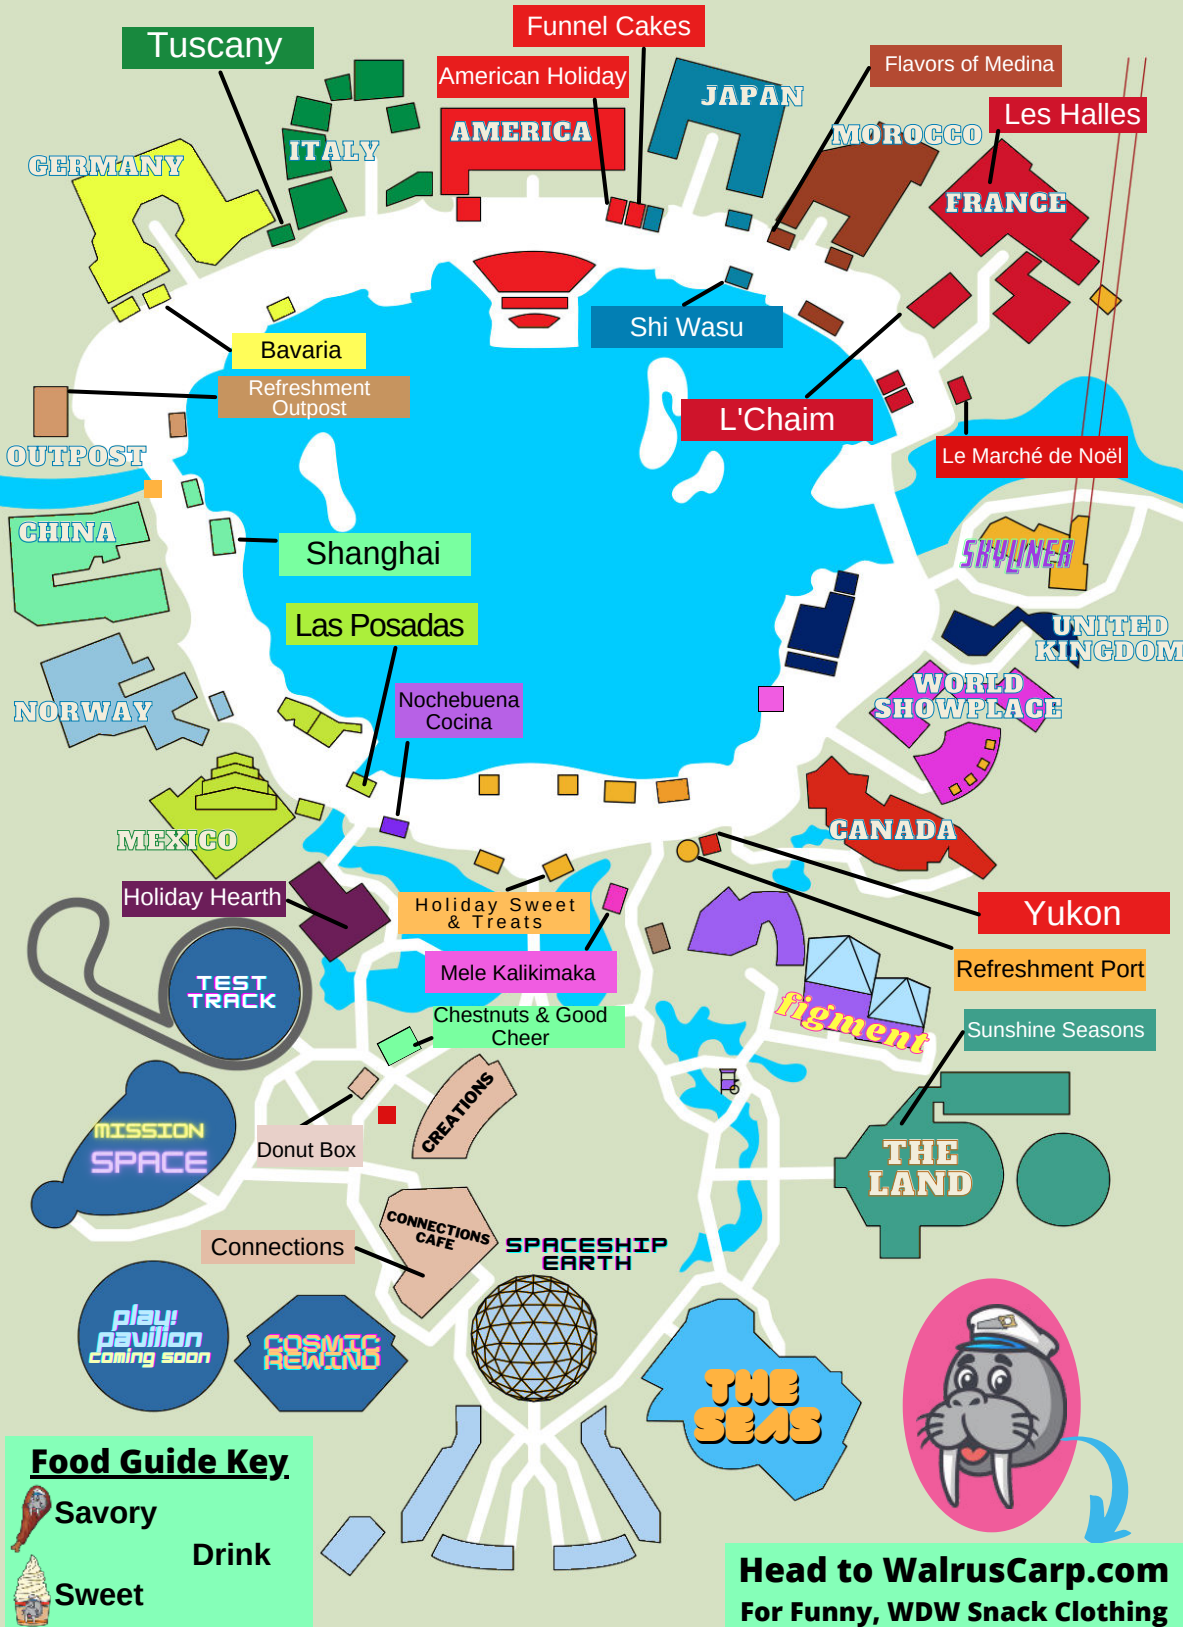 Funnel Cakes
Tuscany
American Holiday
Flavors of Medina
JAPAN
Les Halles
AMERICA
MOROCCO
ITALY
GERMANY
FRANCE
Shi Wasu
Bavaria
Refreshment
Outpost
L'Chaim
OUTPOST
Le Marché de Noël
CHINA
Shanghai
SKYLINER
Las Posadas
UNITED
KINGDOM
WORLD
SHOWPLACE
NORWAY
Nochebuena
Cocina
MEXICO
CANADA
Holiday Hearth
Holiday Sweet
& Treats
Yukon
Mele Kalikimaka
Refreshment Port
TEST
TRACK
figment
Chestnuts & Good
Cheer
Sunshine Seasons
CREATIONS
MISSION
SPACE
Donut Box
THE
LAND
CONNECTIONS
CAFE
Connections
SPACESHIP
EARTH
play!
pavilion
coming soon
COSMIC
REWIND
THE
SEAS
Food Guide Key
Savory
Drink
Sweet
Head to WalrusCarp.com
For Funny, WDW Snack Clothing